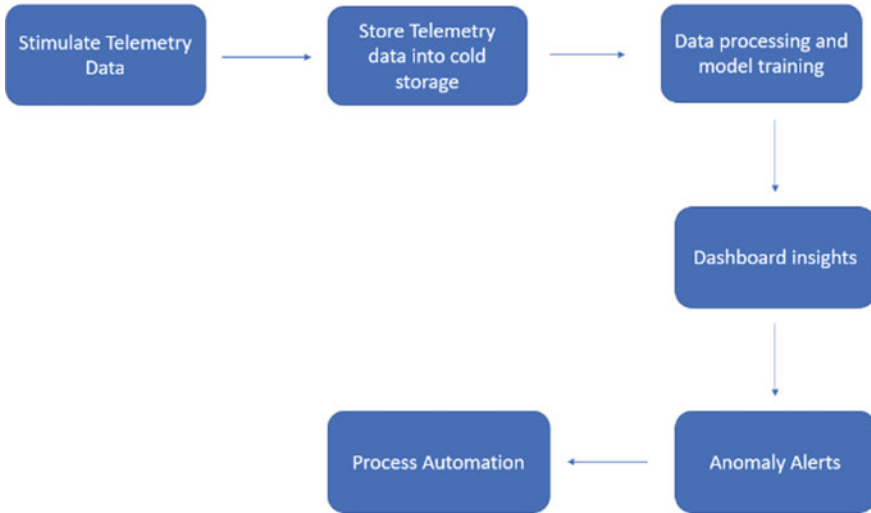 Stimulate Telemetry
Data
Store Telemetry
data into cold
storage
Data processing and
model training
Dashboard insights
Anomaly Alerts
Process Automation